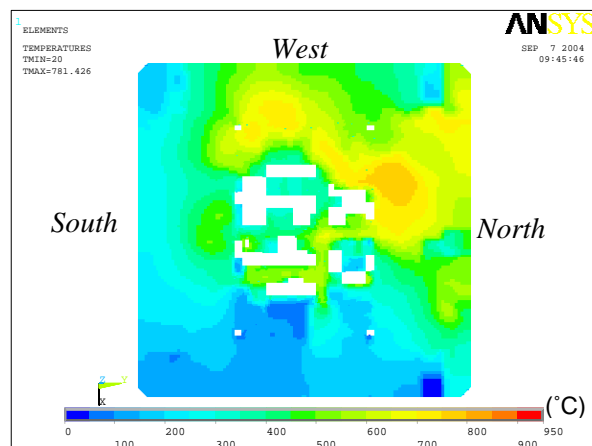 1
ELEMENTS
TEMPERATURES
TMIN=20
TMAX=781.426
ANSYS
SEP 7 2004
09:45:46
West
South
North
Z Y
X
(°C)
0 200 300 400 500 600 800 950
100 700 900